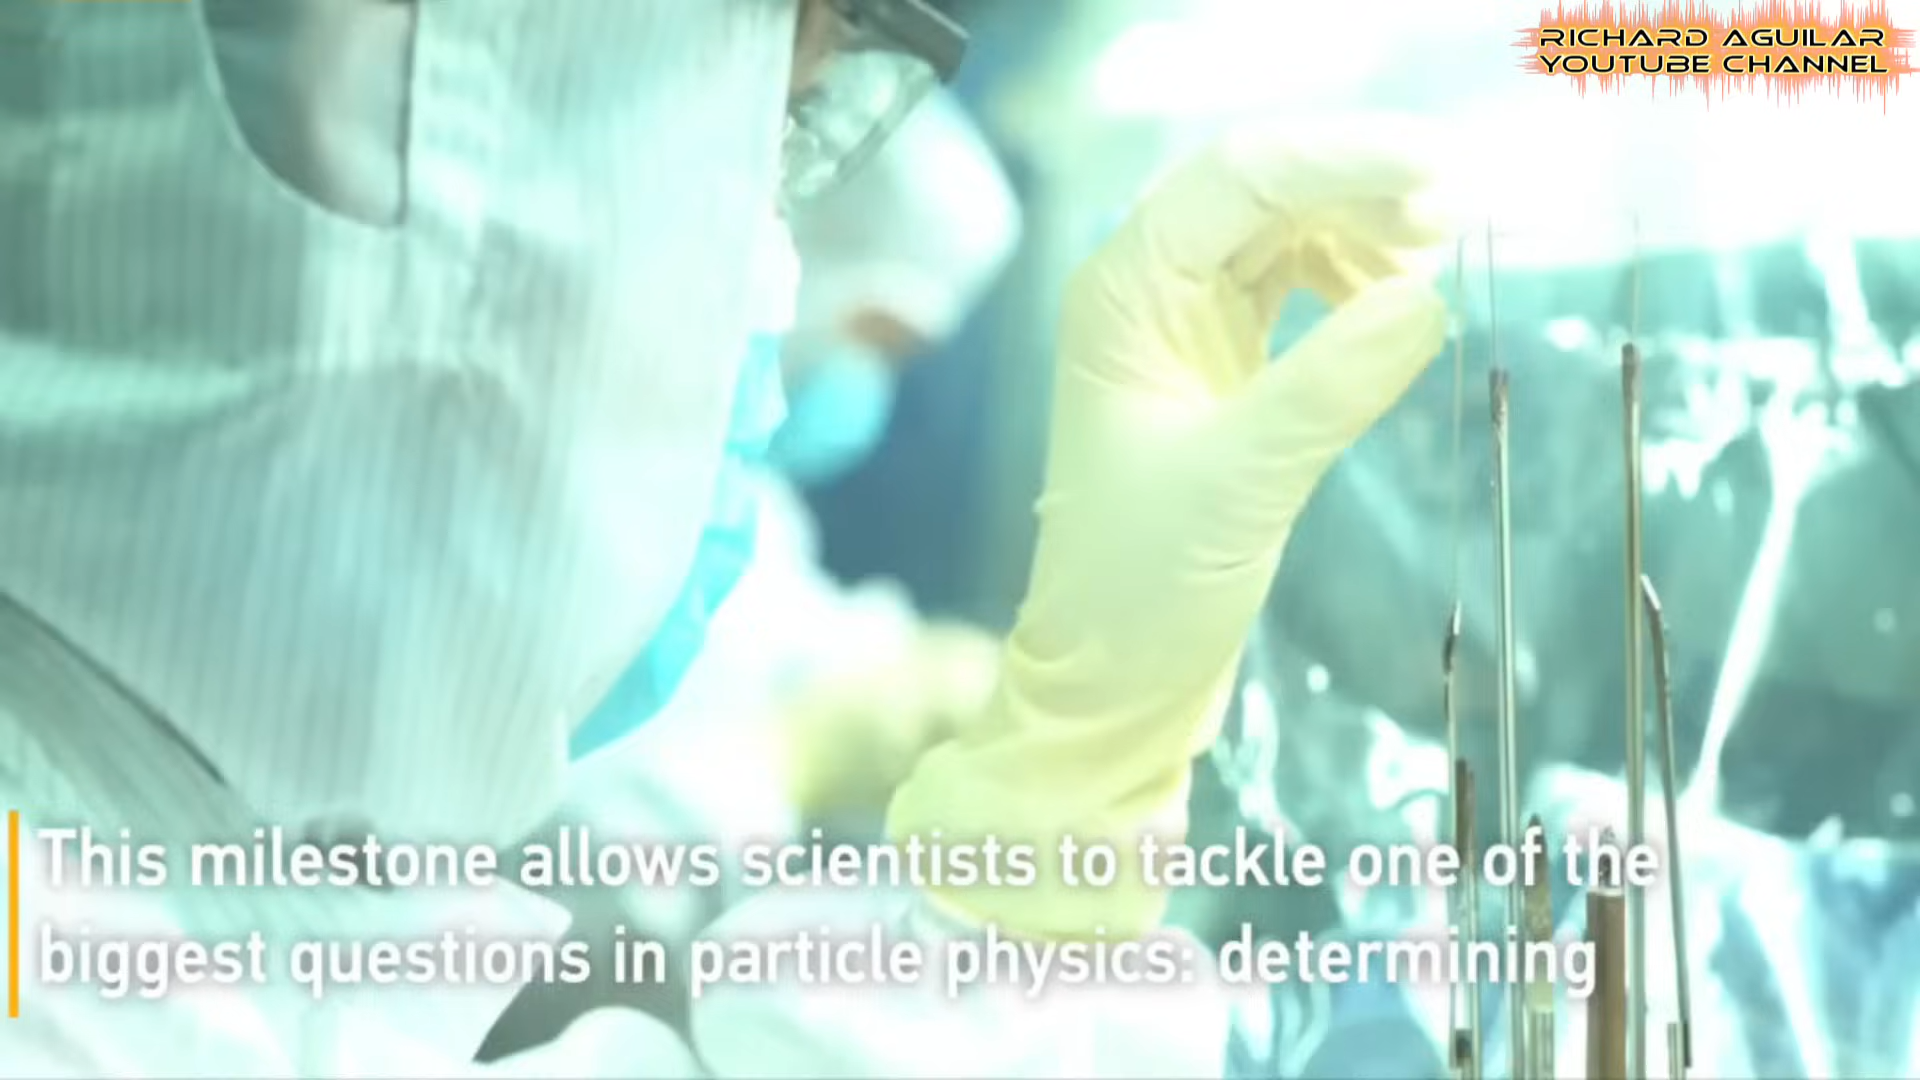 RICHARD AGUILAR
YOUTUBE CHANNEL
This milestone allows scientists to tackle one of the
biggest questions in particle physics: determining